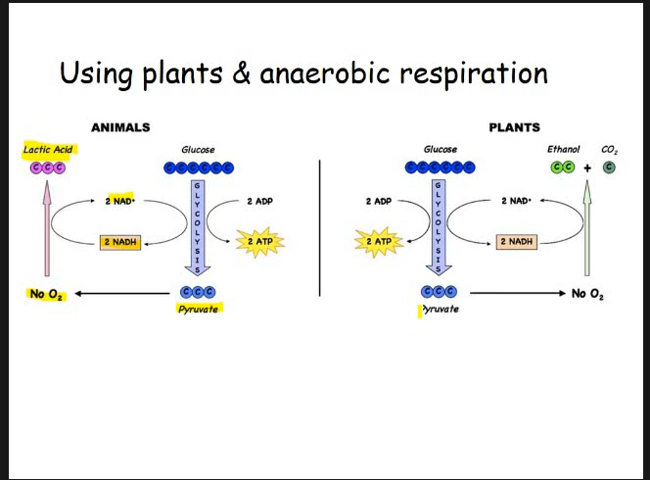 Using plants & anaerobic respiration
ANIMALS
Lactic Acid
Glucose
C C C
C C C C C C
GLYCOLYSIS
2 NAD+
2 ADP
2 NADH
2 ATP
No O₂
C C C
Pyruvate
PLANTS
Glucose
Ethanol
CO₂
C C C C C C
C C + C
GLYCOLYSIS
2 ADP
2 NAD+
2 ATP
2 NADH
C C C
No O₂
Pyruvate